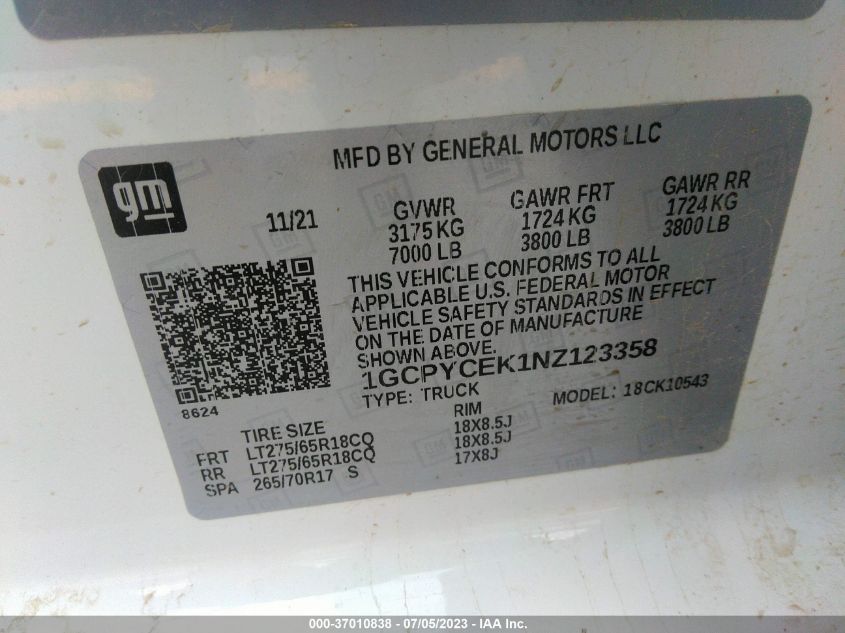 MFD BY GENERAL MOTORS LLC
gm
11/21
GVWR
3175 KG
7000 LB
GAWR FRT
1724 KG
3800 LB
GAWR RR
1724 KG
3800 LB
THIS VEHICLE CONFORMS TO ALL
APPLICABLE U.S. FEDERAL MOTOR
VEHICLE SAFETY STANDARDS IN EFFECT
ON THE DATE OF MANUFACTURE
SHOWN ABOVE.
1GCPYCEK1NZ123358
TYPE: TRUCK
MODEL: 18CK10543
8624
TIRE SIZE RIM
FRT LT275/65R18CQ 18X8.5J
RR LT275/65R18CQ 18X8.5J
SPA 265/70R17 S 17X8J
000-37010838 - 07/05/2023 - IAA Inc.